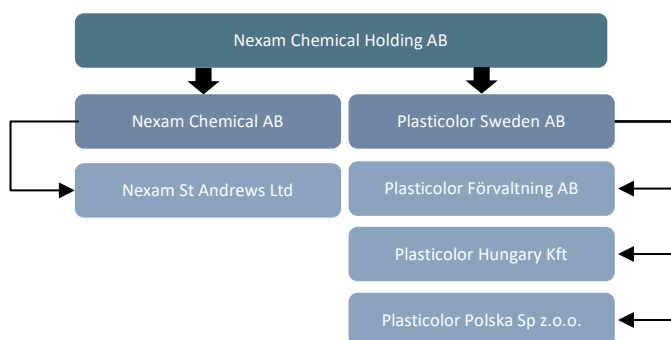 Nexam Chemical Holding AB
Nexam Chemical AB
Plasticolor Sweden AB
Nexam St Andrews Ltd
Plasticolor Förvaltning AB
Plasticolor Hungary Kft
Plasticolor Polska Sp z.o.o.